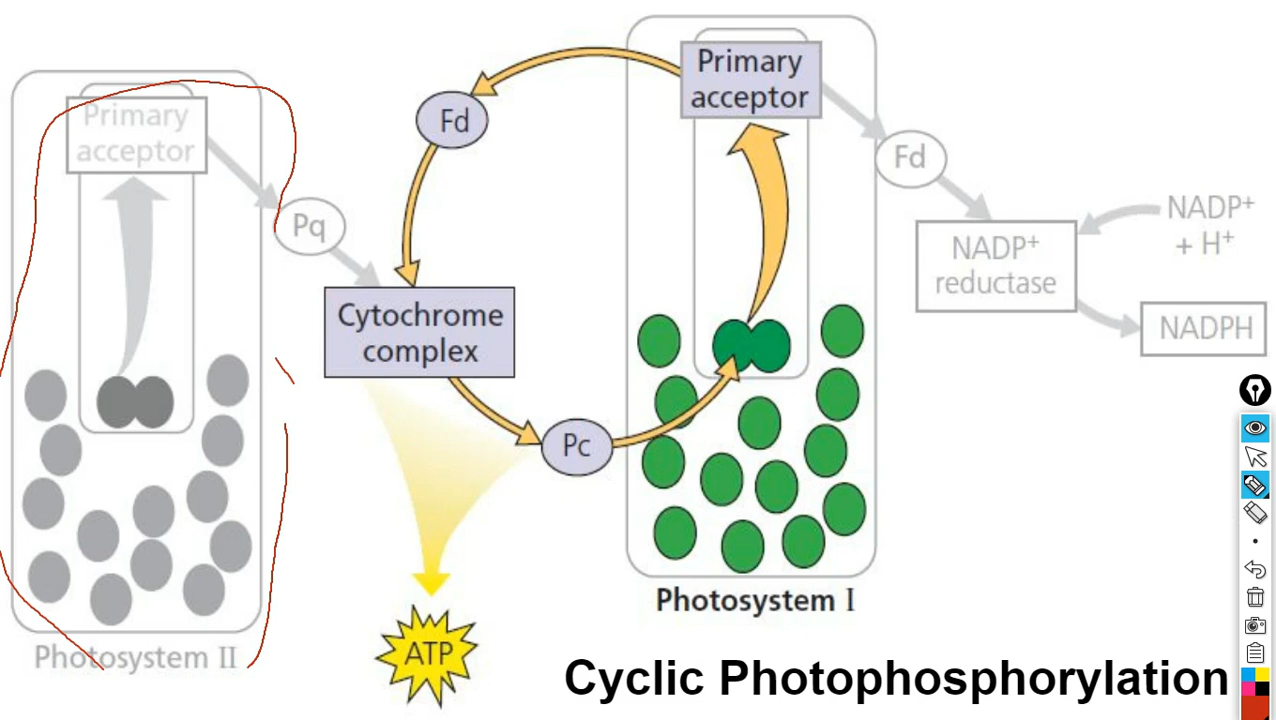 Primary
acceptor
Pq
Photosystem II
Fd
Cytochrome
complex
Pc
ATP
Primary
acceptor
Photosystem I
Fd
NADP⁺
reductase
NADP⁺
+ H⁺
NADPH
Cyclic Photophosphorylation